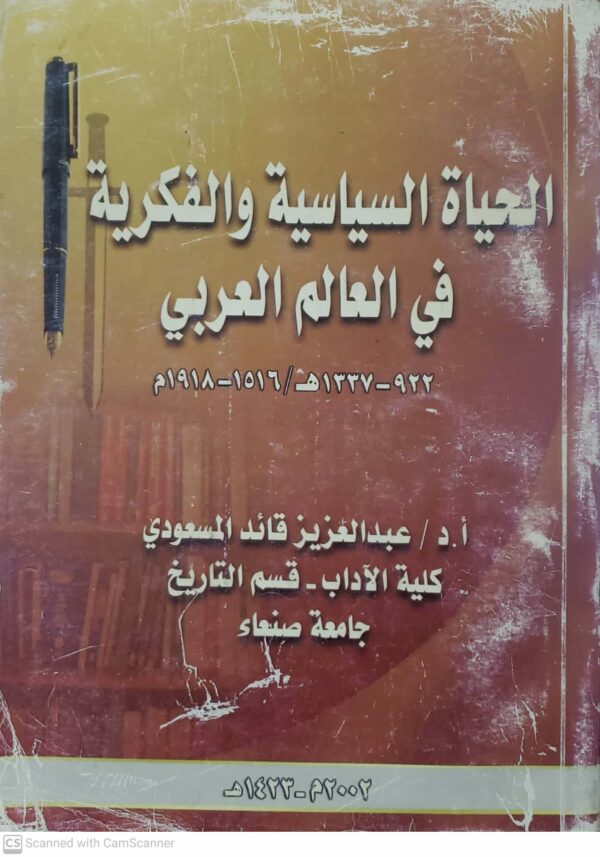 الحياة السياسية والفكرية
في العالم العربي
٩٢٢-١٣٣٧هـ/١٥١٦-١٩١٨م
أ.د/ عبدالعزيز قائد المسعودي
كلية الآداب - قسم التاريخ
جامعة صنعاء
٢٠٠٢م-١٤٢٣هـ
CS Scanned with CamScanner